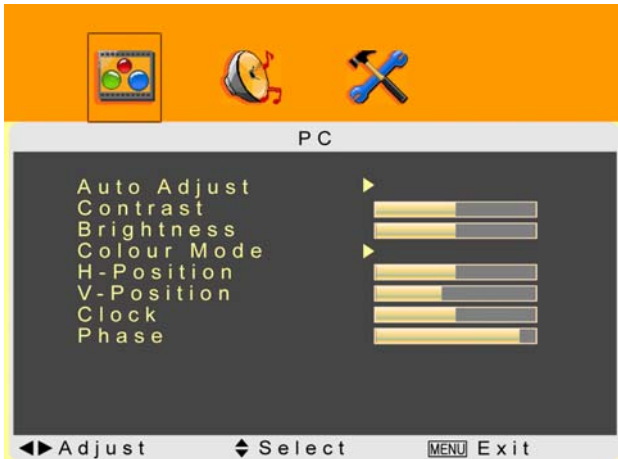 PC
Auto Adjust
Contrast
Brightness
Colour Mode
H-Position
V-Position
Clock
Phase
Adjust Select MENU Exit